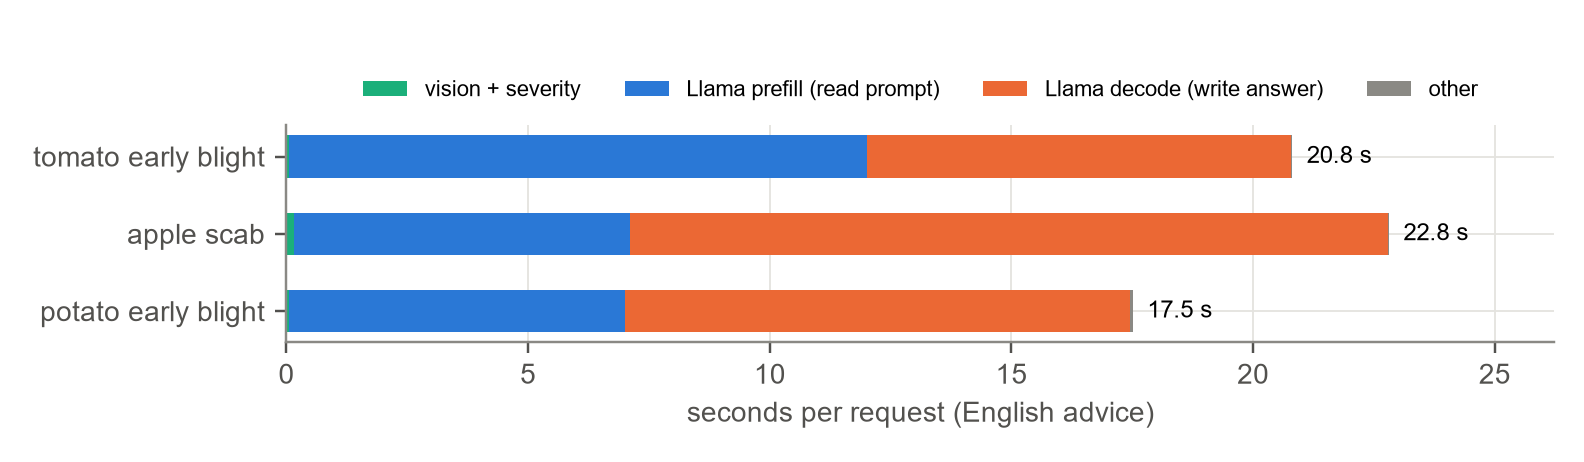 vision + severity Llama prefill (read prompt) Llama decode (write answer) other
tomato early blight 20.8 s
apple scab 22.8 s
potato early blight 17.5 s
0 5 10 15 20 25
seconds per request (English advice)